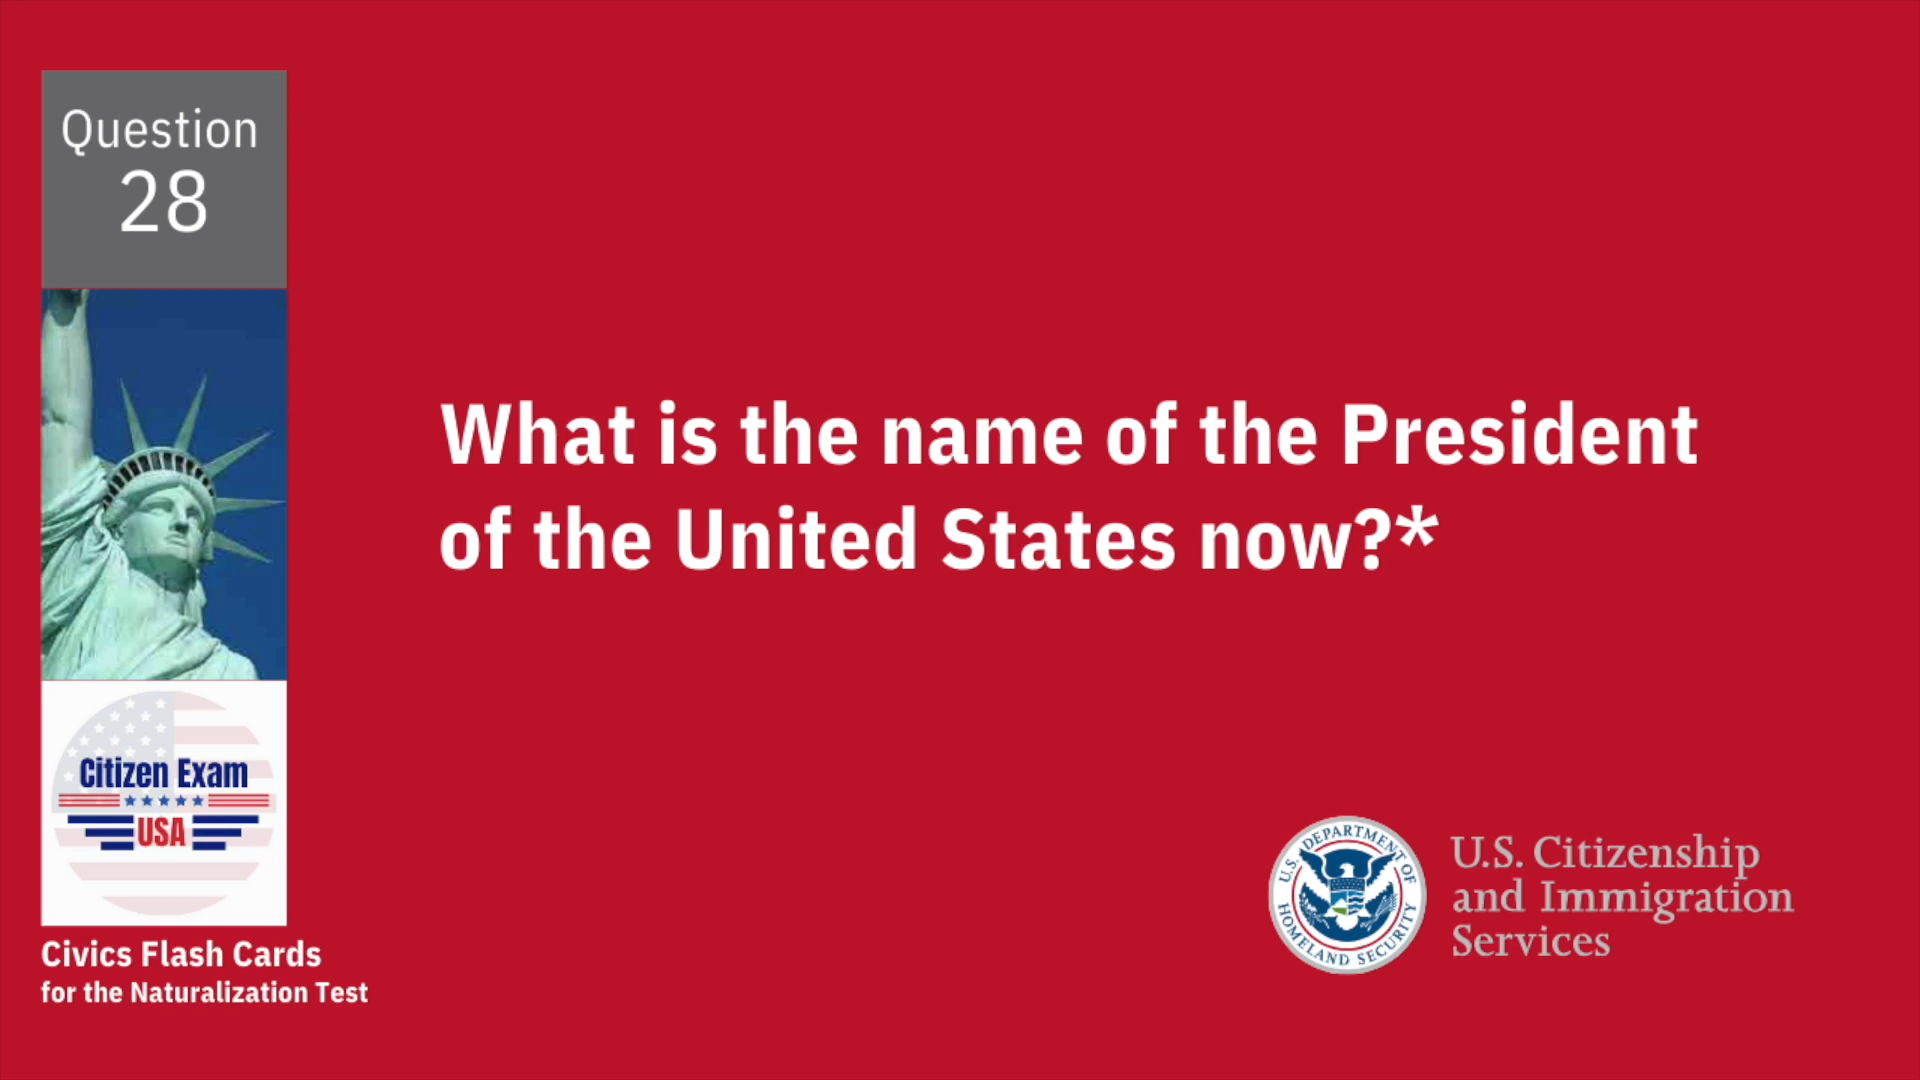 Question
28
What is the name of the President
of the United States now?*
Citizen Exam
USA
Civics Flash Cards
for the Naturalization Test
U.S. DEPARTMENT OF
HOMELAND SECURITY
U.S. Citizenship
and Immigration
Services